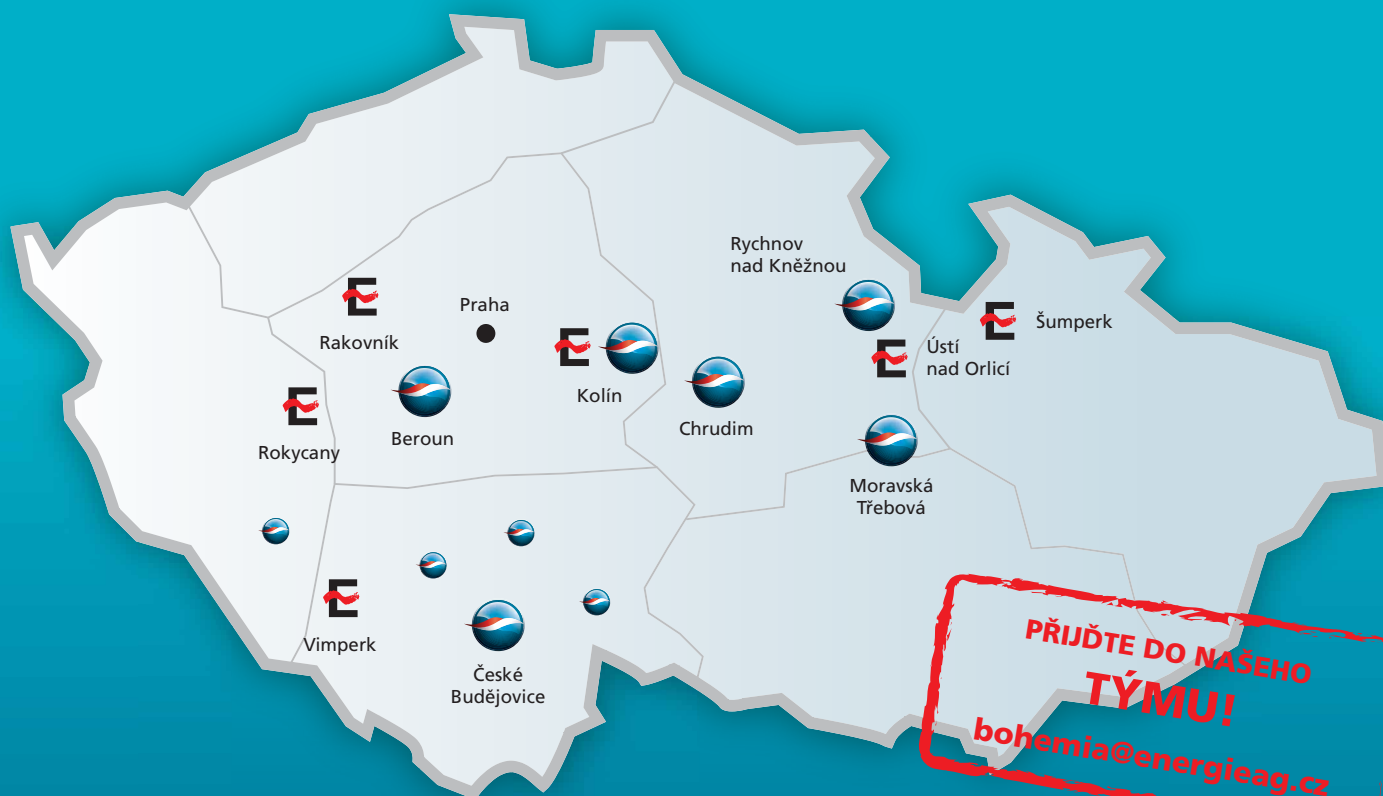 Rychnov
nad Kněžnou
Praha
Rakovník
Šumperk
Ústí
nad Orlicí
Kolín
Chrudim
Beroun
Rokycany
Moravská
Třebová
Vimperk
České
Budějovice
PŘIJĎTE DO NAŠEHO
TÝMU!
bohemia@energieag.cz